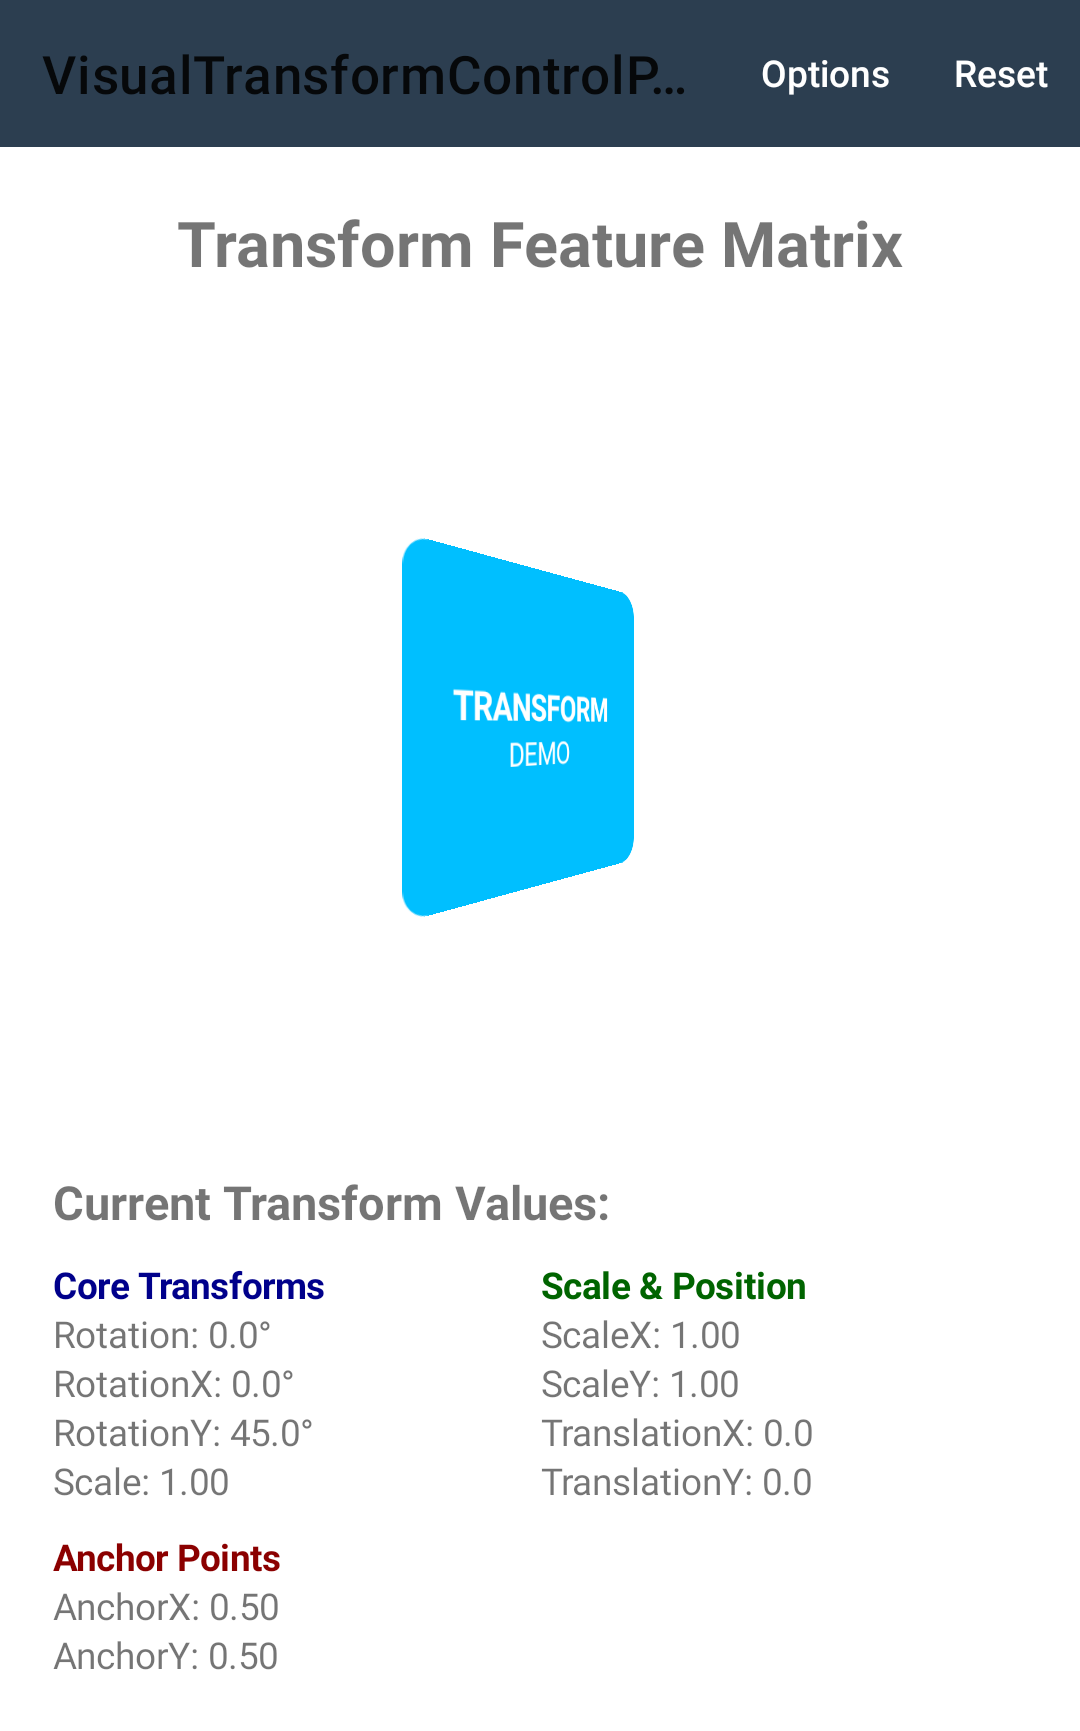 VisualTransformControlP...
Options
Reset
Transform Feature Matrix
TRANSFORM
DEMO
Current Transform Values:
Core Transforms
Rotation: 0.0°
RotationX: 0.0°
RotationY: 45.0°
Scale: 1.00
Scale & Position
ScaleX: 1.00
ScaleY: 1.00
TranslationX: 0.0
TranslationY: 0.0
Anchor Points
AnchorX: 0.50
AnchorY: 0.50